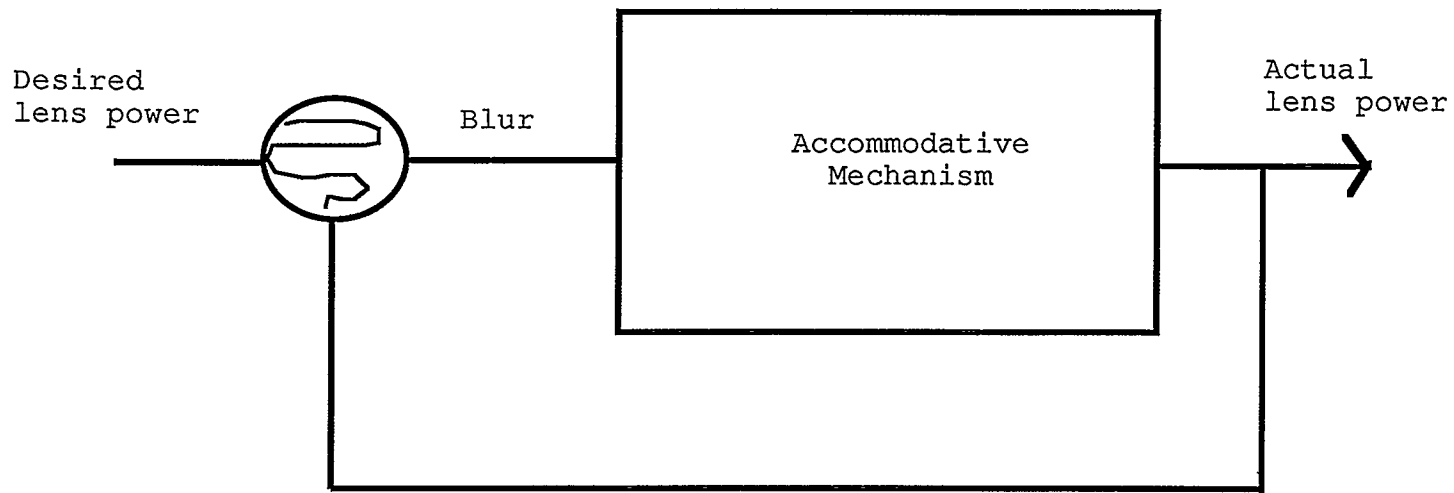 Desired
lens power
Blur
Accommodative
Mechanism
Actual
lens power